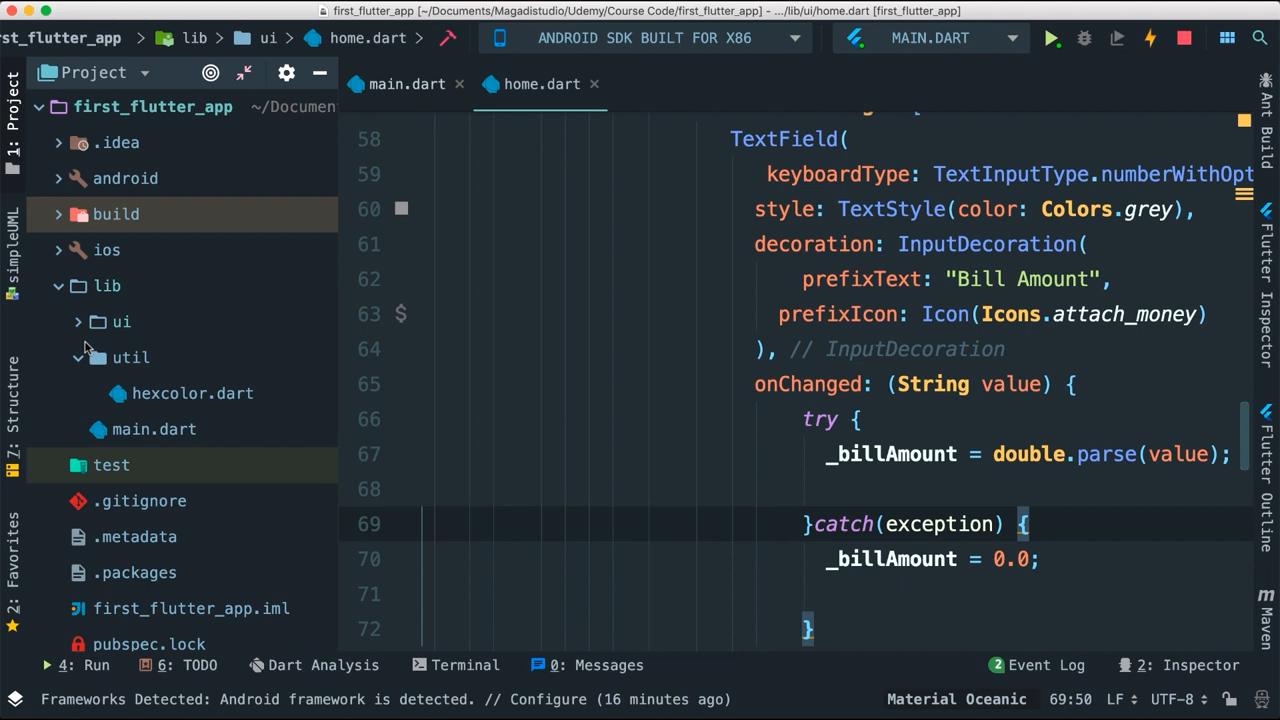 first_flutter_app [~/Documents/Magadistudio/Udemy/Course Code/first_flutter_app] - .../lib/ui/home.dart [first_flutter_app]
rst_flutter_app lib ui home.dart ANDROID SDK BUILT FOR X86 MAIN.DART
Project
main.dart
home.dart
first_flutter_app ~/Documen
.idea
android
build
ios
lib
ui
util
hexcolor.dart
main.dart
test
.gitignore
.metadata
.packages
first_flutter_app.iml
pubspec.lock
1: Project
simpleUML
7: Structure
2: Favorites
58 TextField(
59 keyboardType: TextInputType.numberWithOpt
60 style: TextStyle(color: Colors.grey),
61 decoration: InputDecoration(
62 prefixText: "Bill Amount",
63 $ prefixIcon: Icon(Icons.attach_money)
64 ), // InputDecoration
65 onChanged: (String value) {
66 try {
67 _billAmount = double.parse(value);
68
69 }catch(exception) {
70 _billAmount = 0.0;
71
72 }
Ant Build
Flutter Inspector
Flutter Outline
m Maven
4: Run 6: TODO Dart Analysis Terminal 0: Messages 2 Event Log 2: Inspector
Frameworks Detected: Android framework is detected. // Configure (16 minutes ago) Material Oceanic 69:50 LF UTF-8